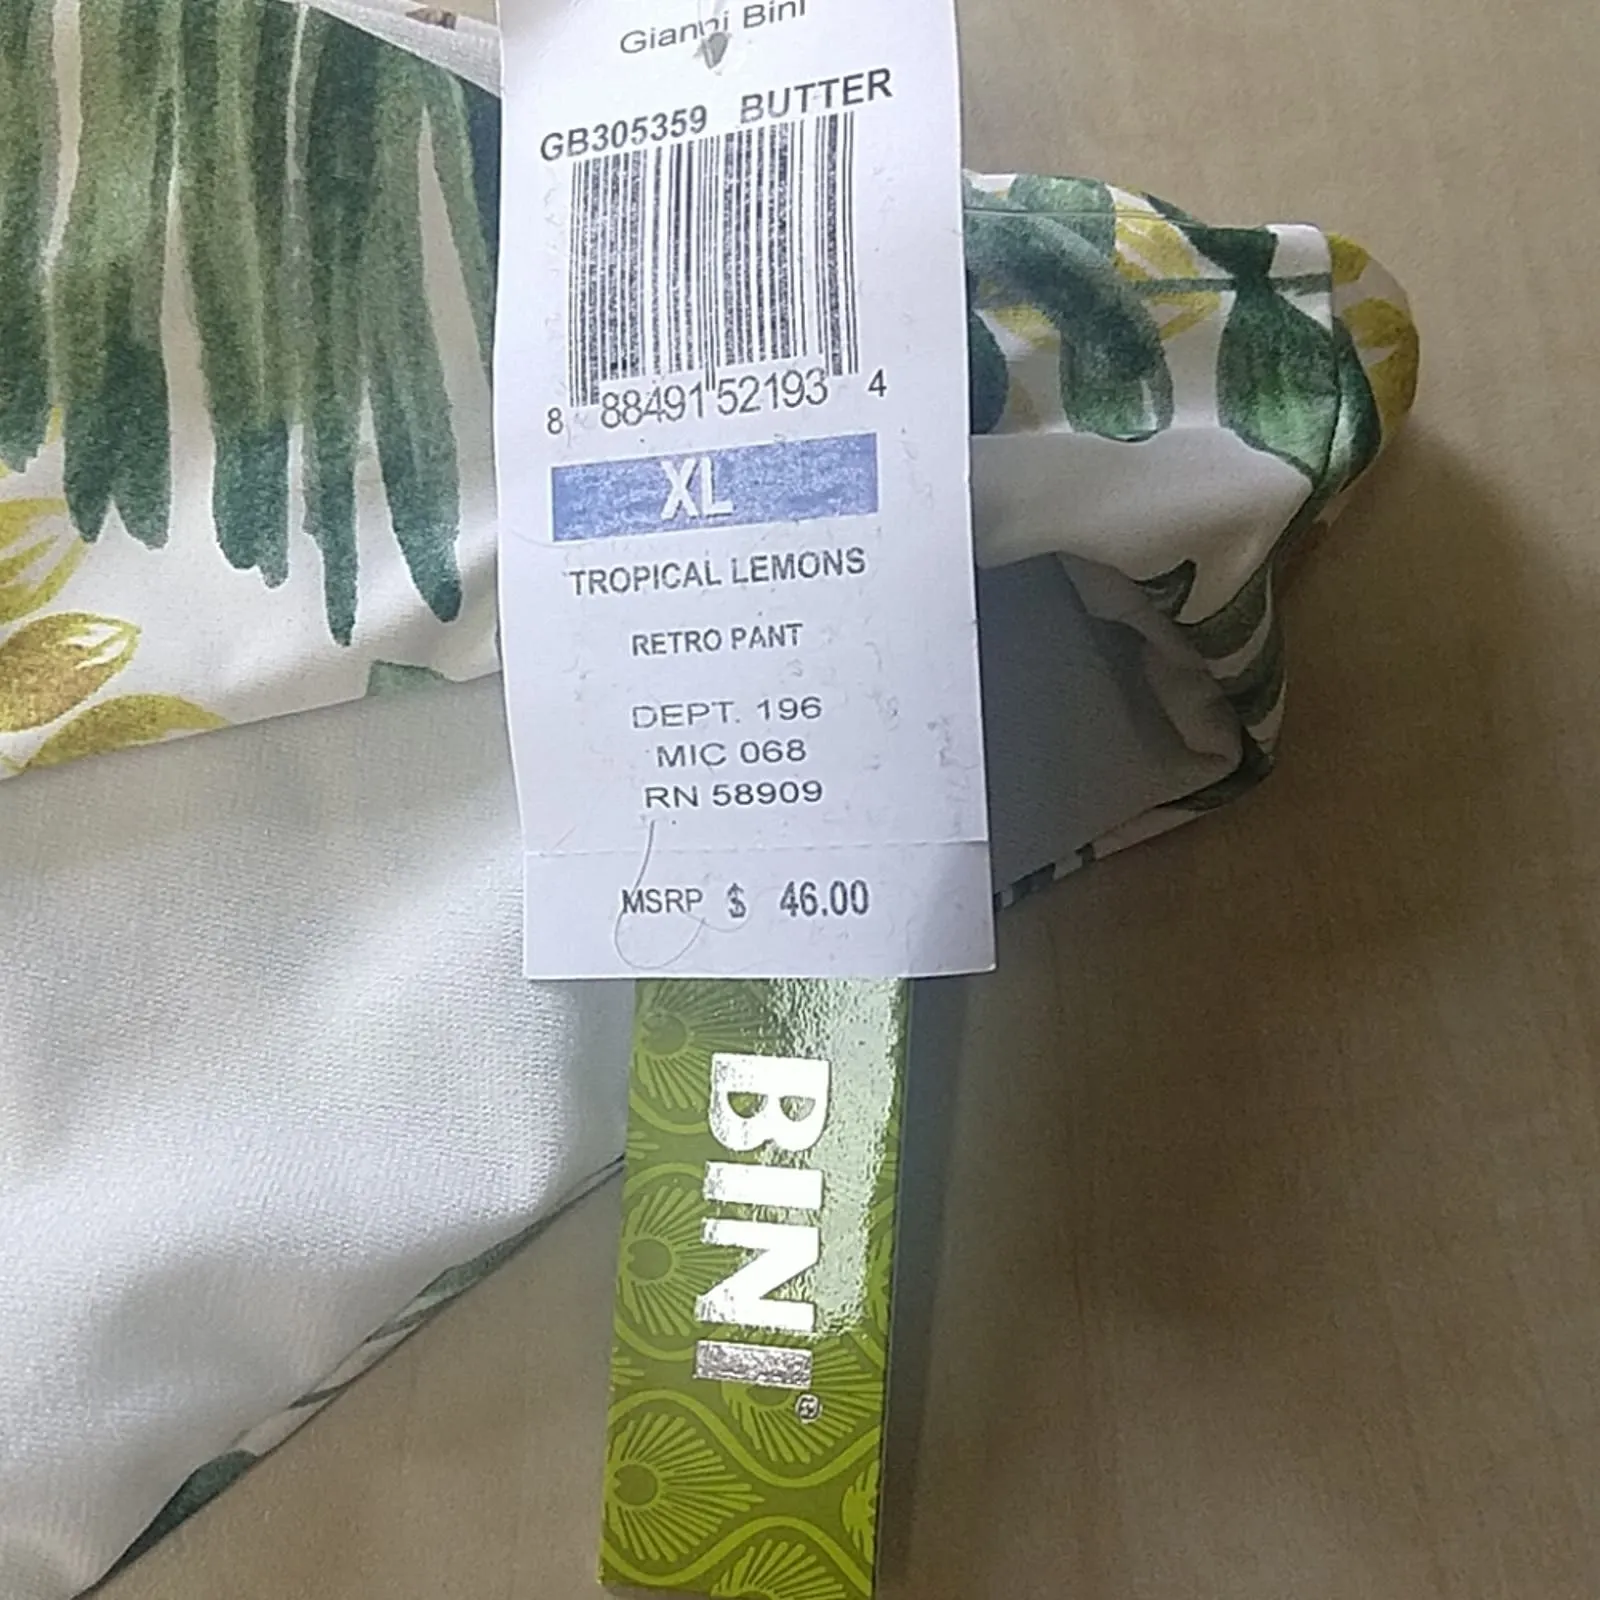 Gianni Bini
GB305359 BUTTER
8 88491 52193 4
XL
TROPICAL LEMONS
RETRO PANT
DEPT. 196
MIC 068
RN 58909
MSRP $ 46.00
BINI®